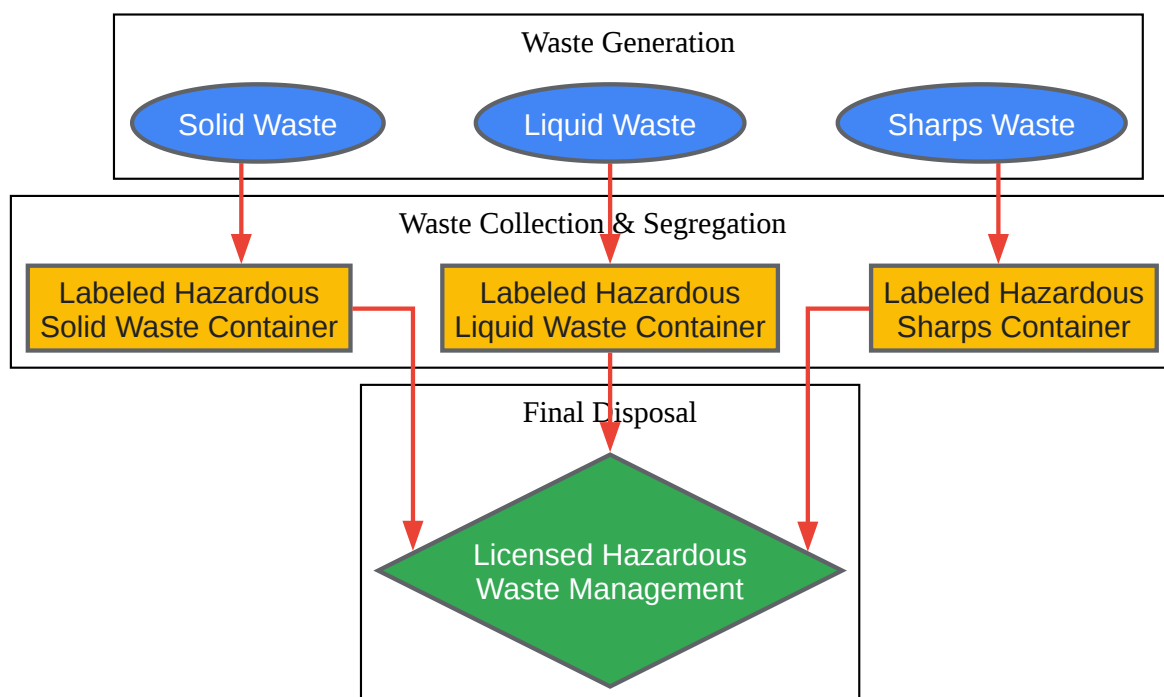 Waste Generation
Solid Waste
Liquid Waste
Sharps Waste
Waste Collection & Segregation
Labeled Hazardous
Solid Waste Container
Labeled Hazardous
Liquid Waste Container
Labeled Hazardous
Sharps Container
Final Disposal
Licensed Hazardous
Waste Management